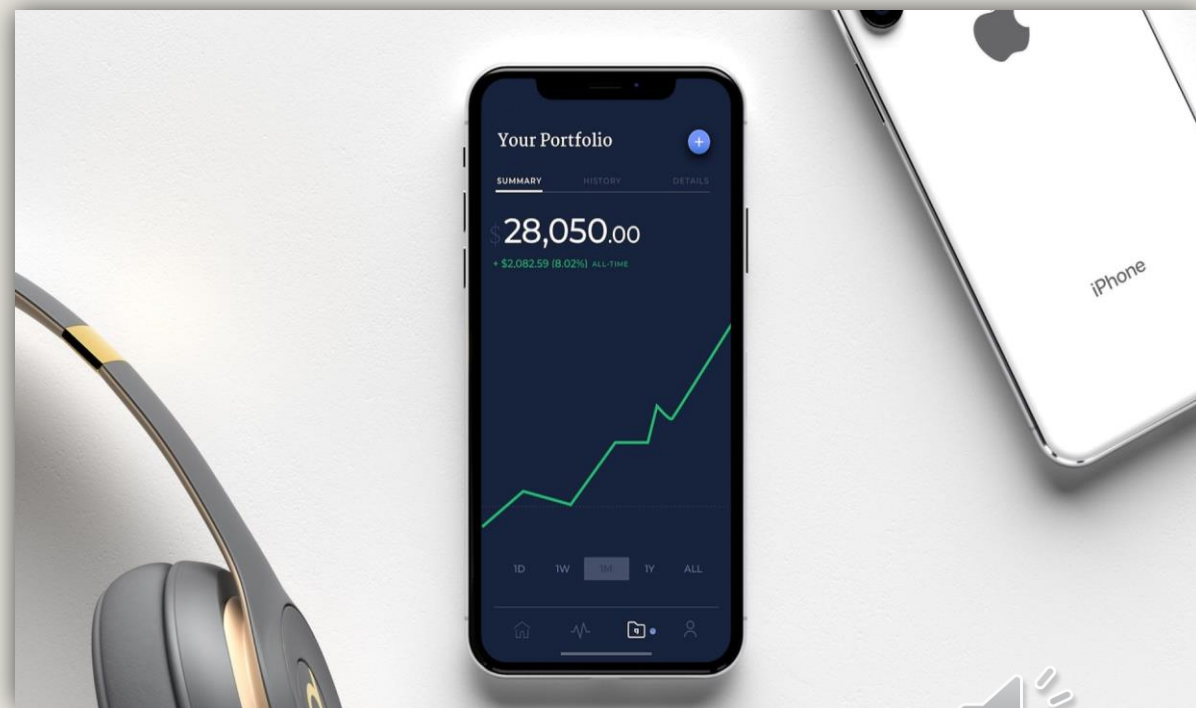 Your Portfolio
+
SUMMARY HISTORY DETAILS
$28,050.00
+ $2,082.59 (8.02%) ALL-TIME
1D 1W 1M 1Y ALL
iPhone